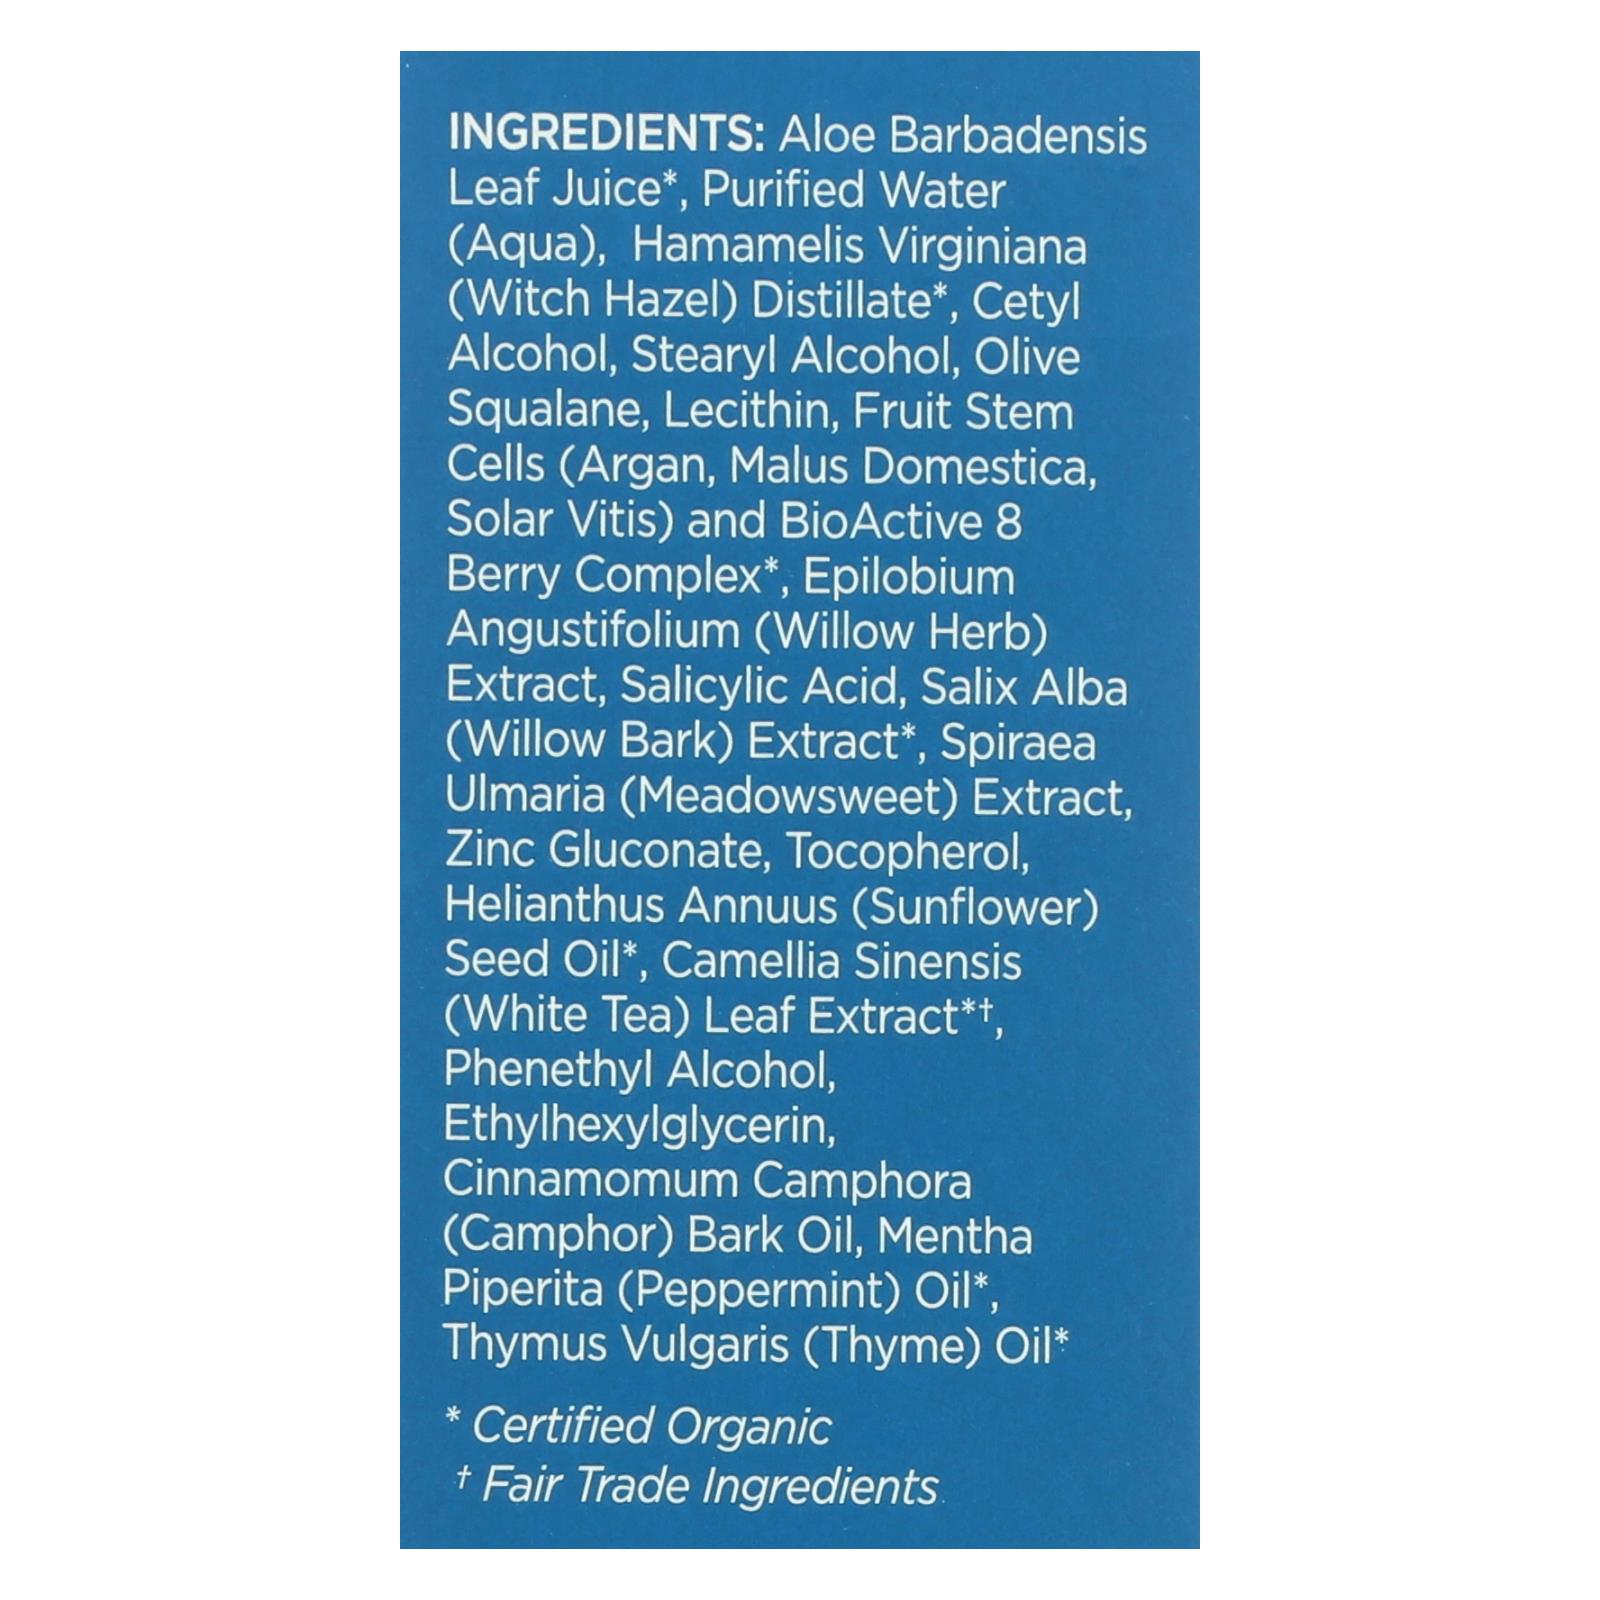 INGREDIENTS: Aloe Barbadensis
Leaf Juice*, Purified Water
(Aqua),  Hamamelis Virginiana
(Witch Hazel) Distillate*, Cetyl
Alcohol, Stearyl Alcohol, Olive
Squalane, Lecithin, Fruit Stem
Cells (Argan, Malus Domestica,
Solar Vitis) and BioActive 8
Berry Complex*, Epilobium
Angustifolium (Willow Herb)
Extract, Salicylic Acid, Salix Alba
(Willow Bark) Extract*, Spiraea
Ulmaria (Meadowsweet) Extract,
Zinc Gluconate, Tocopherol,
Helianthus Annuus (Sunflower)
Seed Oil*, Camellia Sinensis
(White Tea) Leaf Extract*†,
Phenethyl Alcohol,
Ethylhexylglycerin,
Cinnamomum Camphora
(Camphor) Bark Oil, Mentha
Piperita (Peppermint) Oil*,
Thymus Vulgaris (Thyme) Oil*
* Certified Organic
† Fair Trade Ingredients